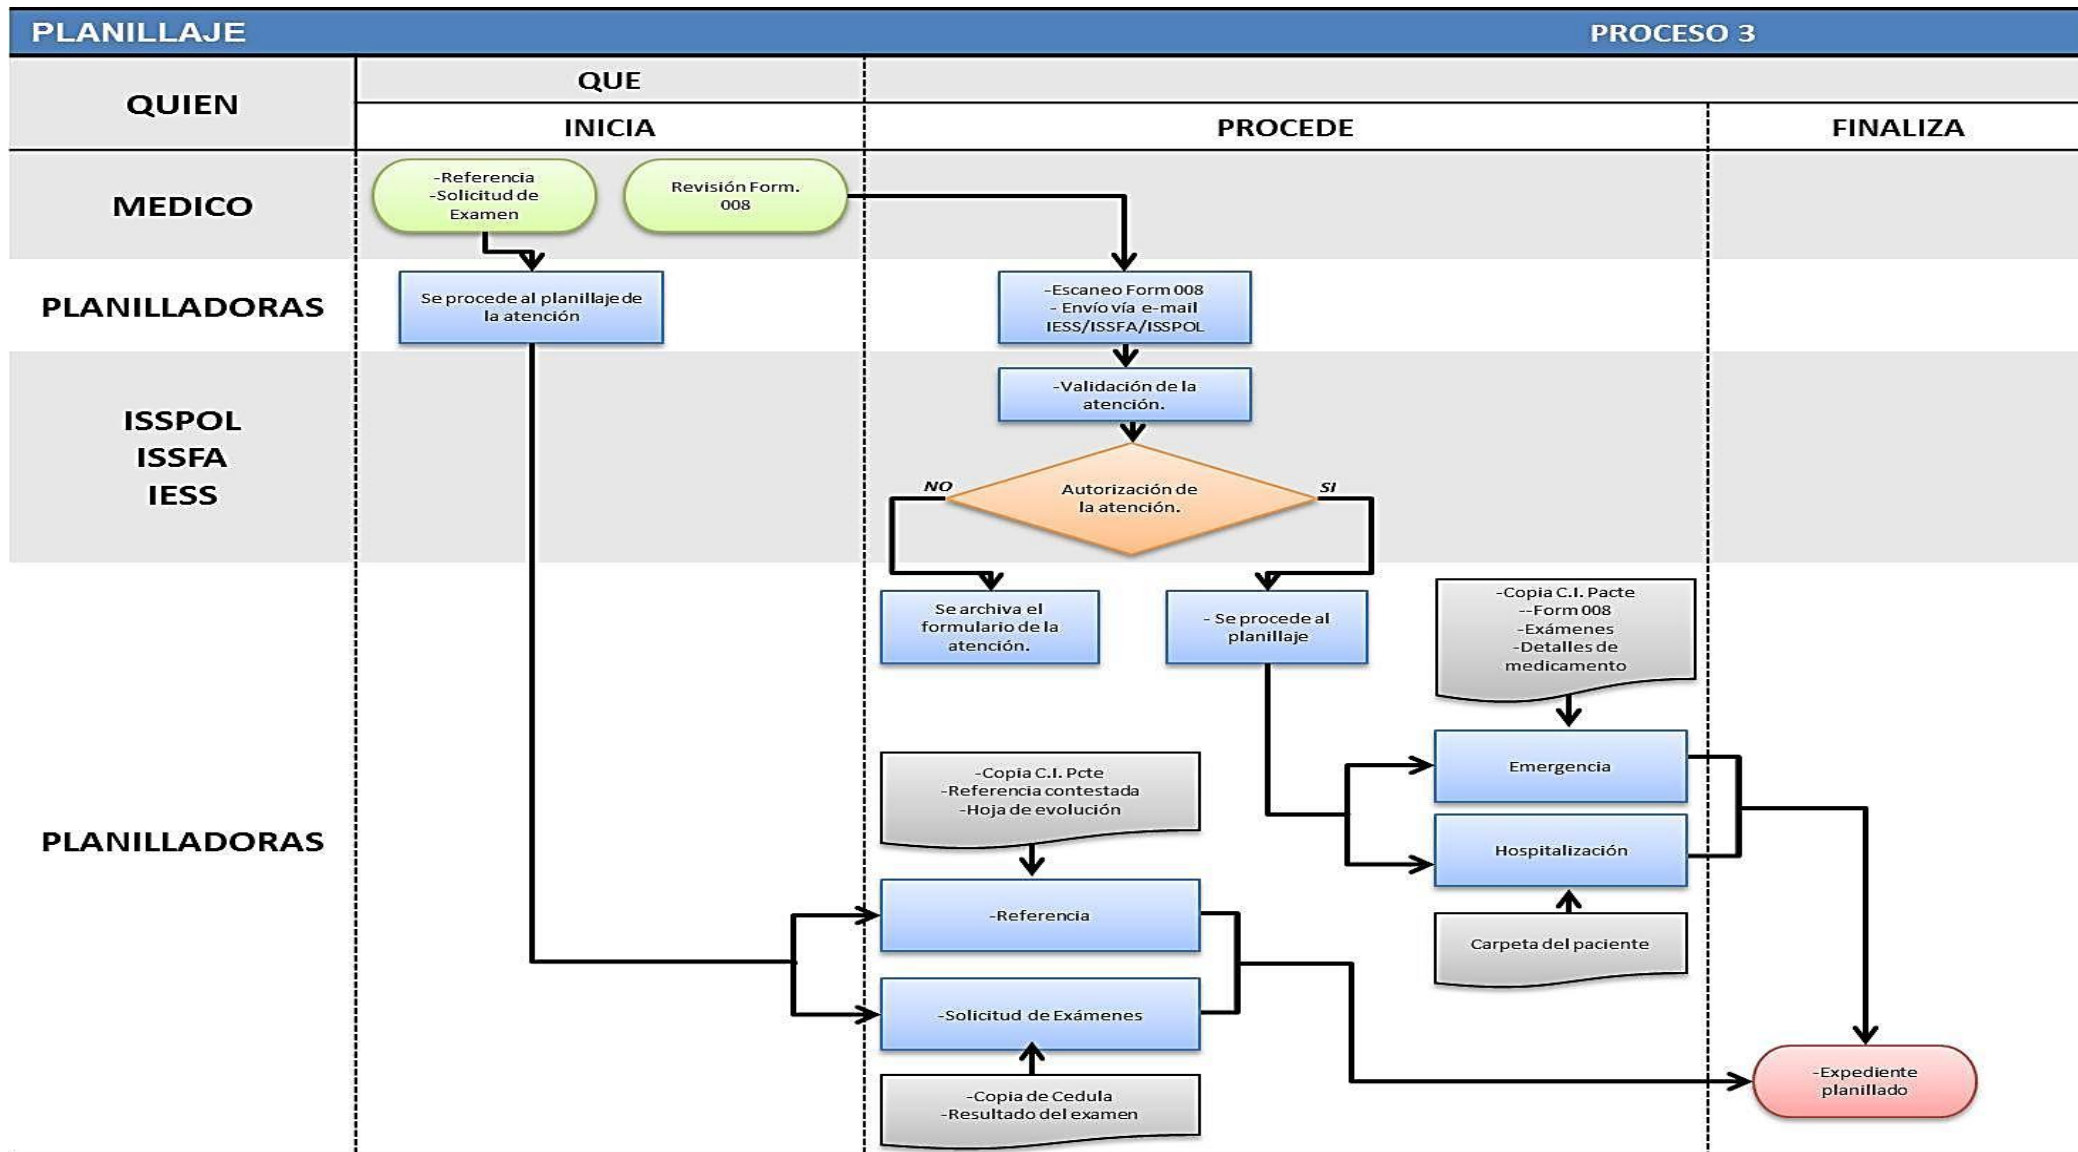 PLANILLAJE
PROCESO 3
QUIEN
QUE
INICIA
PROCEDE
FINALIZA
MEDICO
-Referencia
-Solicitud de
Examen
Revisión Form.
008
PLANILLADORAS
Se procede al planillaje de
la atención
-Escaneo Form 008
- Envío vía e-mail
IESS/ISSFA/ISSPOL
ISSPOL
ISSFA
IESS
-Validación de la
atención.
NO
Autorización de
la atención.
SI
PLANILLADORAS
Se archiva el
formulario de la
atención.
- Se procede al
planillaje
-Copia C.I. Pacte
--Form 008
-Exámenes
-Detalles de
medicamento
Emergencia
-Copia C.I. Pcte
-Referencia contestada
-Hoja de evolución
Hospitalización
-Referencia
Carpeta del paciente
-Solicitud de Exámenes
-Copia de Cedula
-Resultado del examen
-Expediente
planillado